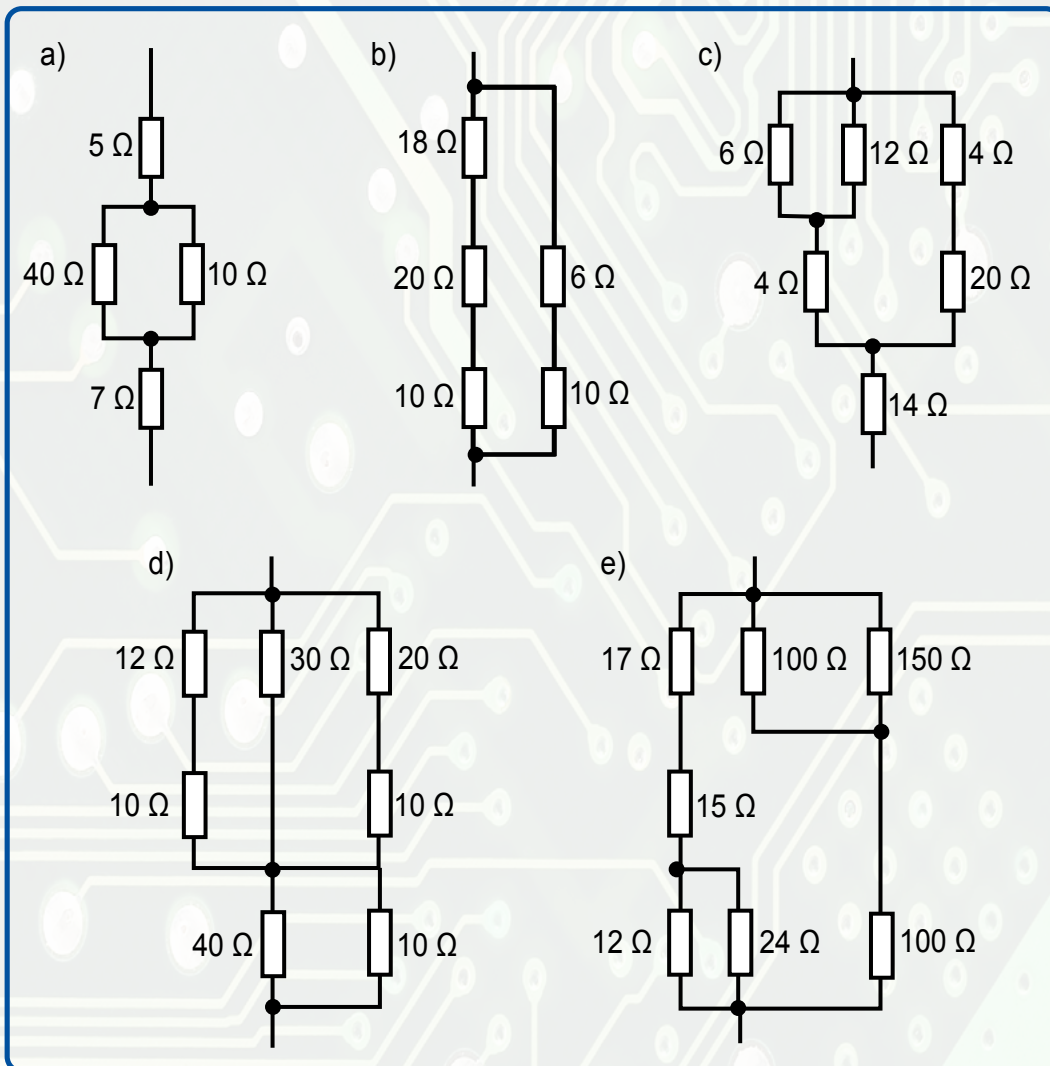 a)
5 Ω
40 Ω 10 Ω
7 Ω
b)
18 Ω
20 Ω 6 Ω
10 Ω 10 Ω
c)
6 Ω 12 Ω 4 Ω
4 Ω 20 Ω
14 Ω
d)
12 Ω 30 Ω 20 Ω
10 Ω 10 Ω
40 Ω 10 Ω
e)
17 Ω 100 Ω 150 Ω
15 Ω
12 Ω 24 Ω 100 Ω